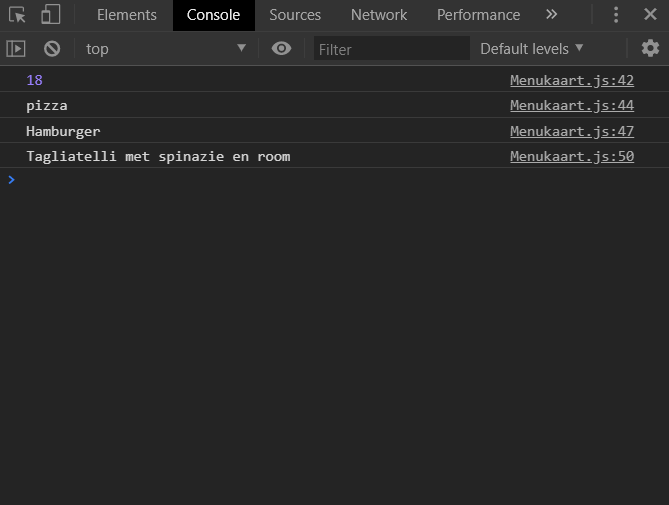 Elements Console Sources Network Performance
top Filter Default levels
18 Menukaart.js:42
pizza Menukaart.js:44
Hamburger Menukaart.js:47
Tagliatelli met spinazie en room Menukaart.js:50